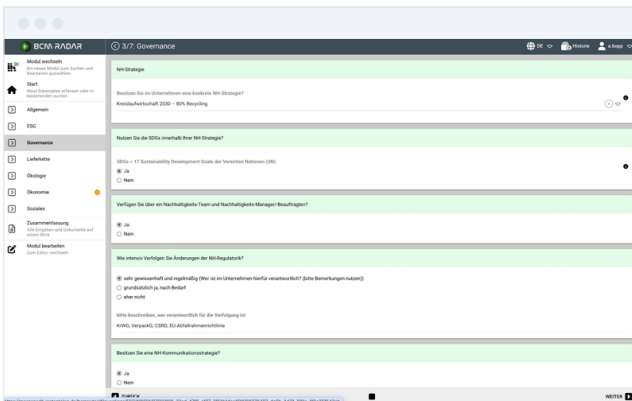 BCM RADAR
3/7: Governance
DE
Historie
a.bopp
Modul wechseln
Ein neues Modul zum Suchen und
Bearbeiten auswählen
Start
Neue Datensätze erfassen oder in
bestehenden suchen
Allgemein
ESG
Governance
Lieferkette
Ökologie
Ökonomie
Soziales
Zusammenfassung
Alle Eingaben und Dokumente auf
einem Blick
Modul bearbeiten
Zum Editor wechseln
NH-Strategie
Besitzen Sie im Unternehmen eine konkrete NH-Strategie?
Kreislaufwirtschaft 2030 – 80% Recycling
Nutzen Sie die SDGs innerhalb Ihrer NH-Strategie?
SDGs = 17 Sustainability Development Goals der Vereinten Nationen (UN)
Ja
Nein
Verfügen Sie über ein Nachhaltigkeits-Team und Nachhaltigkeits-Manager/-Beauftragten?
Ja
Nein
Wie intensiv Verfolgen Sie Änderungen der NH-Regulatorik?
sehr gewissenhaft und regelmäßig (Wer ist im Unternehmen hierfür verantwortlich? (bitte Bemerkungen nutzen))
grundsätzlich ja, nach Bedarf
eher nicht
bitte beschreiben, wer verantwortlich für die Verfolgung ist
KrWG, VerpackG, CSRD, EU-Abfallrahmenrichtlinie
Besitzen Sie eine NH-Kommunikationsstrategie?
Ja
Nein
ZURÜCK
WEITER